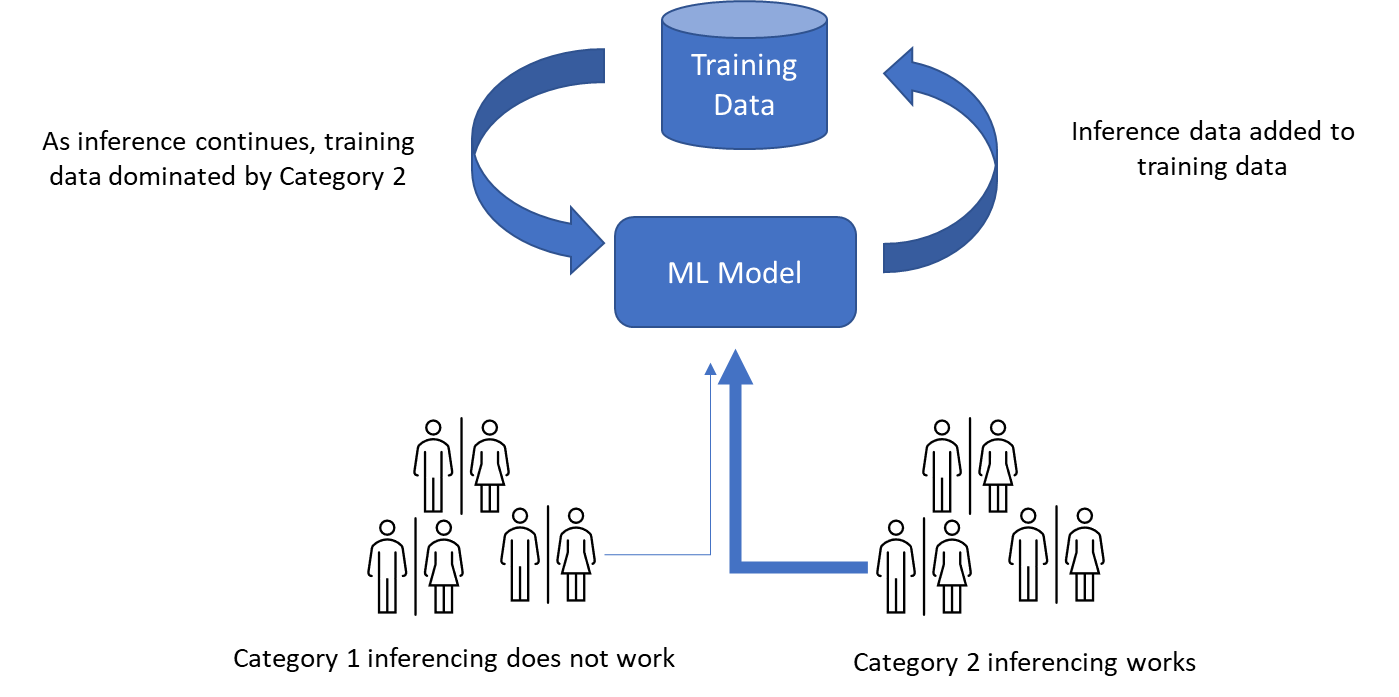 Training
Data
As inference continues, training
data dominated by Category 2
Inference data added to
training data
ML Model
Category 1 inferencing does not work
Category 2 inferencing works